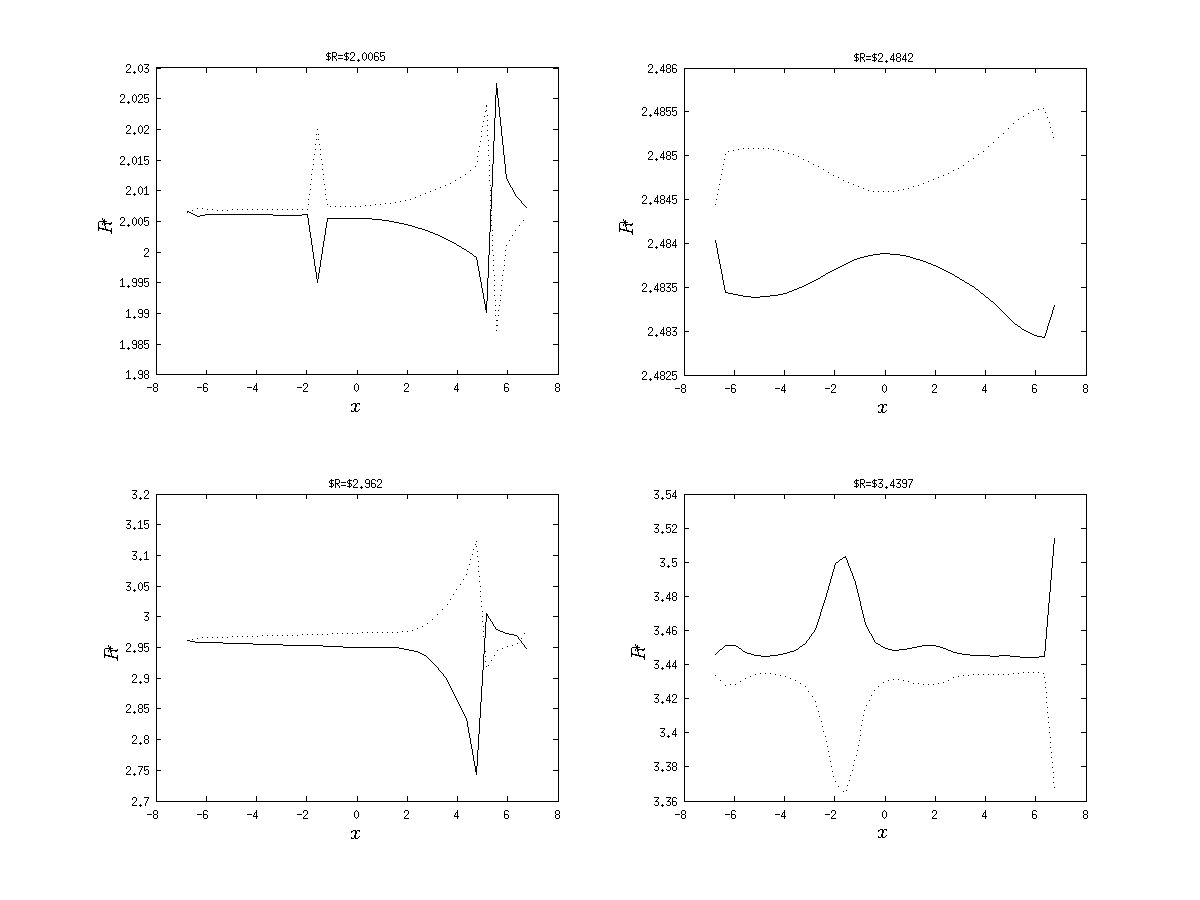 $R=$2.0065
2.03
2.025
2.02
2.015
2.01
2.005
2
1.995
1.99
1.985
1.98
R*
-8 -6 -4 -2 0 2 4 6 8
x
$R=$2.4842
2.486
2.4855
2.485
2.4845
2.484
2.4835
2.483
2.4825
R*
-8 -6 -4 -2 0 2 4 6 8
x
$R=$2.962
3.2
3.15
3.1
3.05
3
2.95
2.9
2.85
2.8
2.75
2.7
R*
-8 -6 -4 -2 0 2 4 6 8
x
$R=$3.4397
3.54
3.52
3.5
3.48
3.46
3.44
3.42
3.4
3.38
3.36
R*
-8 -6 -4 -2 0 2 4 6 8
x